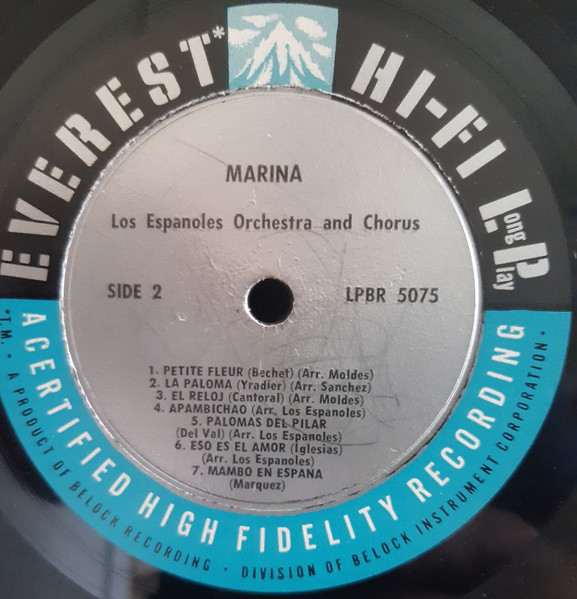 EVEREST* HI-FI Long Play
MARINA
Los Espanoles Orchestra and Chorus
SIDE 2
LPBR 5075
1. PETITE FLEUR (Bechet) (Arr. Moldes)
2. LA PALOMA (Yradier) (Arr. Sanchez)
3. EL RELOJ (Cantoral) (Arr. Moldes)
4. APAMBICHAO (Arr. Los Espanoles)
5. PALOMAS DEL PILAR
(Del Val) (Arr. Los Espanoles)
6. ESO ES EL AMOR (Iglesias)
(Arr. Los Espanoles)
7. MAMBO EN ESPANA
(Marquez)
A CERTIFIED HIGH FIDELITY RECORDING
*T.M. • A PRODUCT OF BELOCK RECORDING • DIVISION OF BELOCK INSTRUMENT CORPORATION •